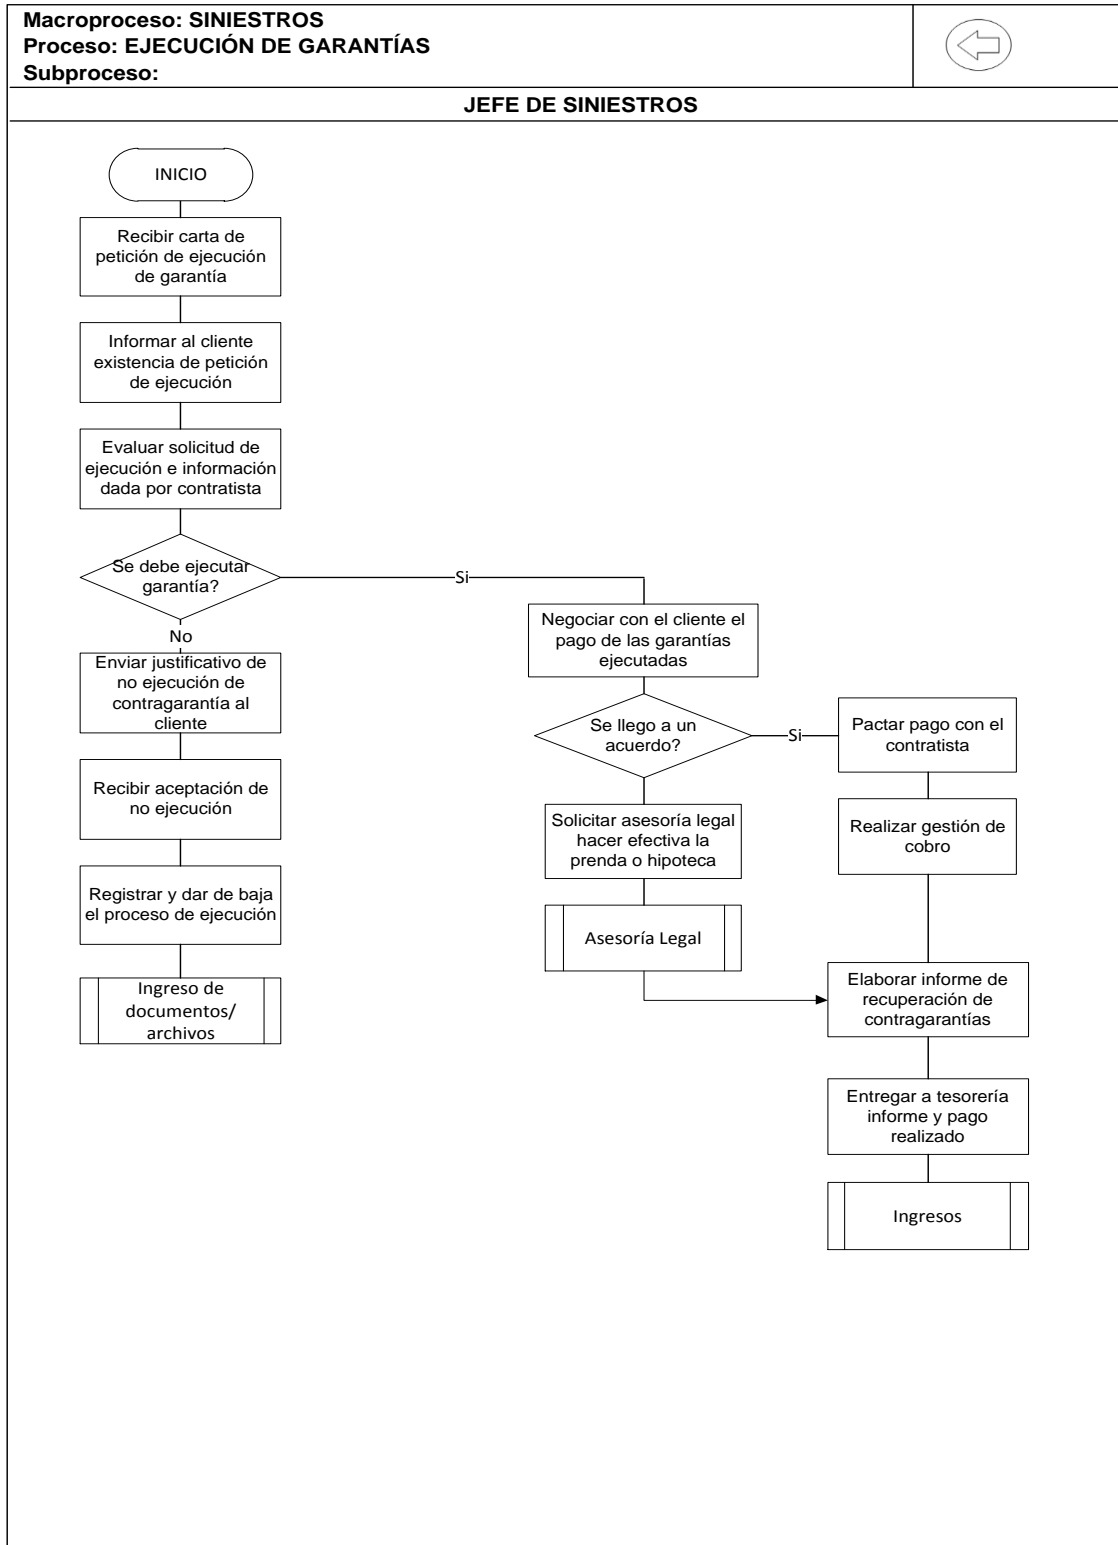 Macroproceso: SINIESTROS
Proceso: EJECUCIÓN DE GARANTÍAS
Subproceso:
JEFE DE SINIESTROS
INICIO
Recibir carta de
petición de ejecución
de garantía
Informar al cliente
existencia de petición
de ejecución
Evaluar solicitud de
ejecución e información
dada por contratista
Se debe ejecutar
garantía?
Si
No
Enviar justificativo de
no ejecución de
contragarantía al
cliente
Recibir aceptación de
no ejecución
Registrar y dar de baja
el proceso de ejecución
Ingreso de
documentos/
archivos
Negociar con el cliente el
pago de las garantías
ejecutadas
Se llego a un
acuerdo?
Si
Solicitar asesoría legal
hacer efectiva la
prenda o hipoteca
Asesoría Legal
Pactar pago con el
contratista
Realizar gestión de
cobro
Elaborar informe de
recuperación de
contragarantías
Entregar a tesorería
informe y pago
realizado
Ingresos